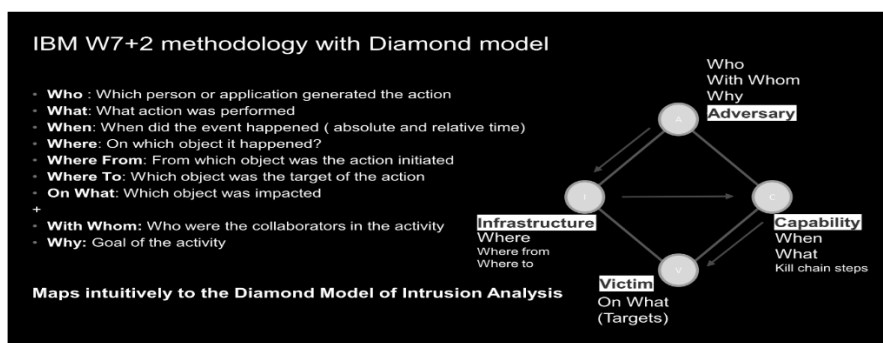 IBM W7+2 methodology with Diamond model
• Who : Which person or application generated the action
• What: What action was performed
• When: When did the event happened ( absolute and relative time)
• Where: On which object it happened?
• Where From: From which object was the action initiated
• Where To: Which object was the target of the action
• On What: Which object was impacted
+
• With Whom: Who were the collaborators in the activity
• Why: Goal of the activity
Maps intuitively to the Diamond Model of Intrusion Analysis
Who
With Whom
Why
Adversary
A
I
C
Infrastructure
Where
Where from
Where to
Capability
When
What
Kill chain steps
V
Victim
On What
(Targets)